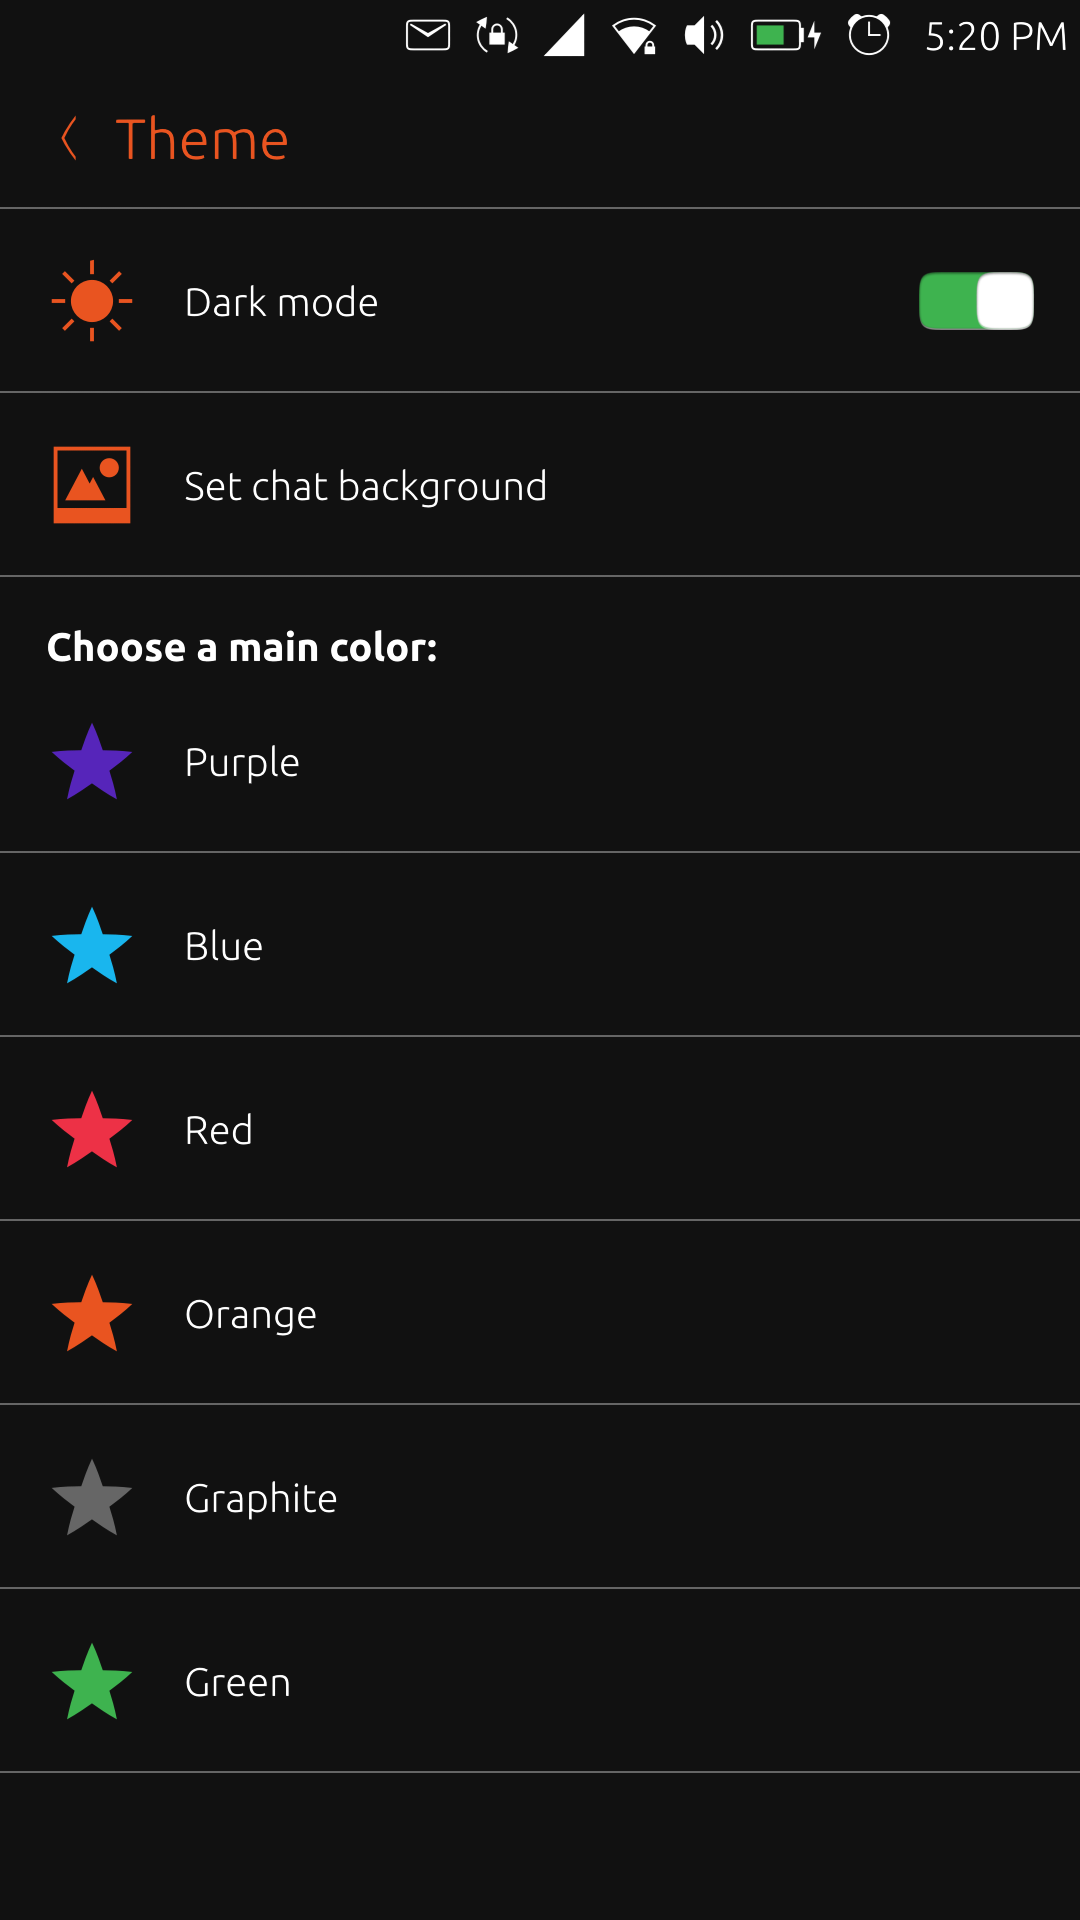 5:20 PM
Theme
Dark mode
Set chat background
Choose a main color:
Purple
Blue
Red
Orange
Graphite
Green